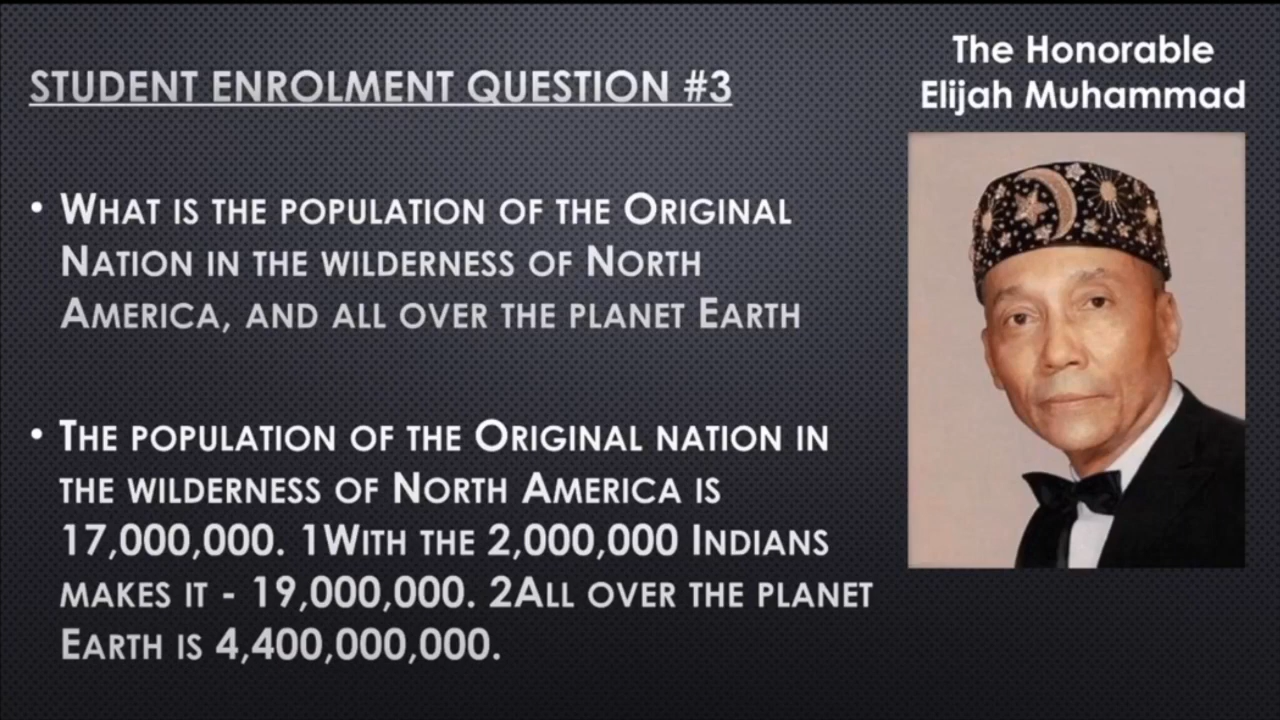 STUDENT ENROLMENT QUESTION #3
The Honorable
Elijah Muhammad
• WHAT IS THE POPULATION OF THE ORIGINAL
NATION IN THE WILDERNESS OF NORTH
AMERICA, AND ALL OVER THE PLANET EARTH
• THE POPULATION OF THE ORIGINAL NATION IN
THE WILDERNESS OF NORTH AMERICA IS
17,000,000. 1WITH THE 2,000,000 INDIANS
MAKES IT - 19,000,000. 2ALL OVER THE PLANET
EARTH IS 4,400,000,000.